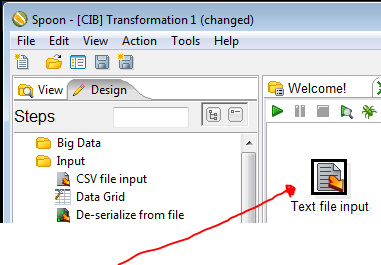 Spoon - [CIB] Transformation 1 (changed)
File Edit View Action Tools Help
View Design Welcome!
Steps
Big Data
Input
CSV file input
Data Grid
De-serialize from file
Text file input